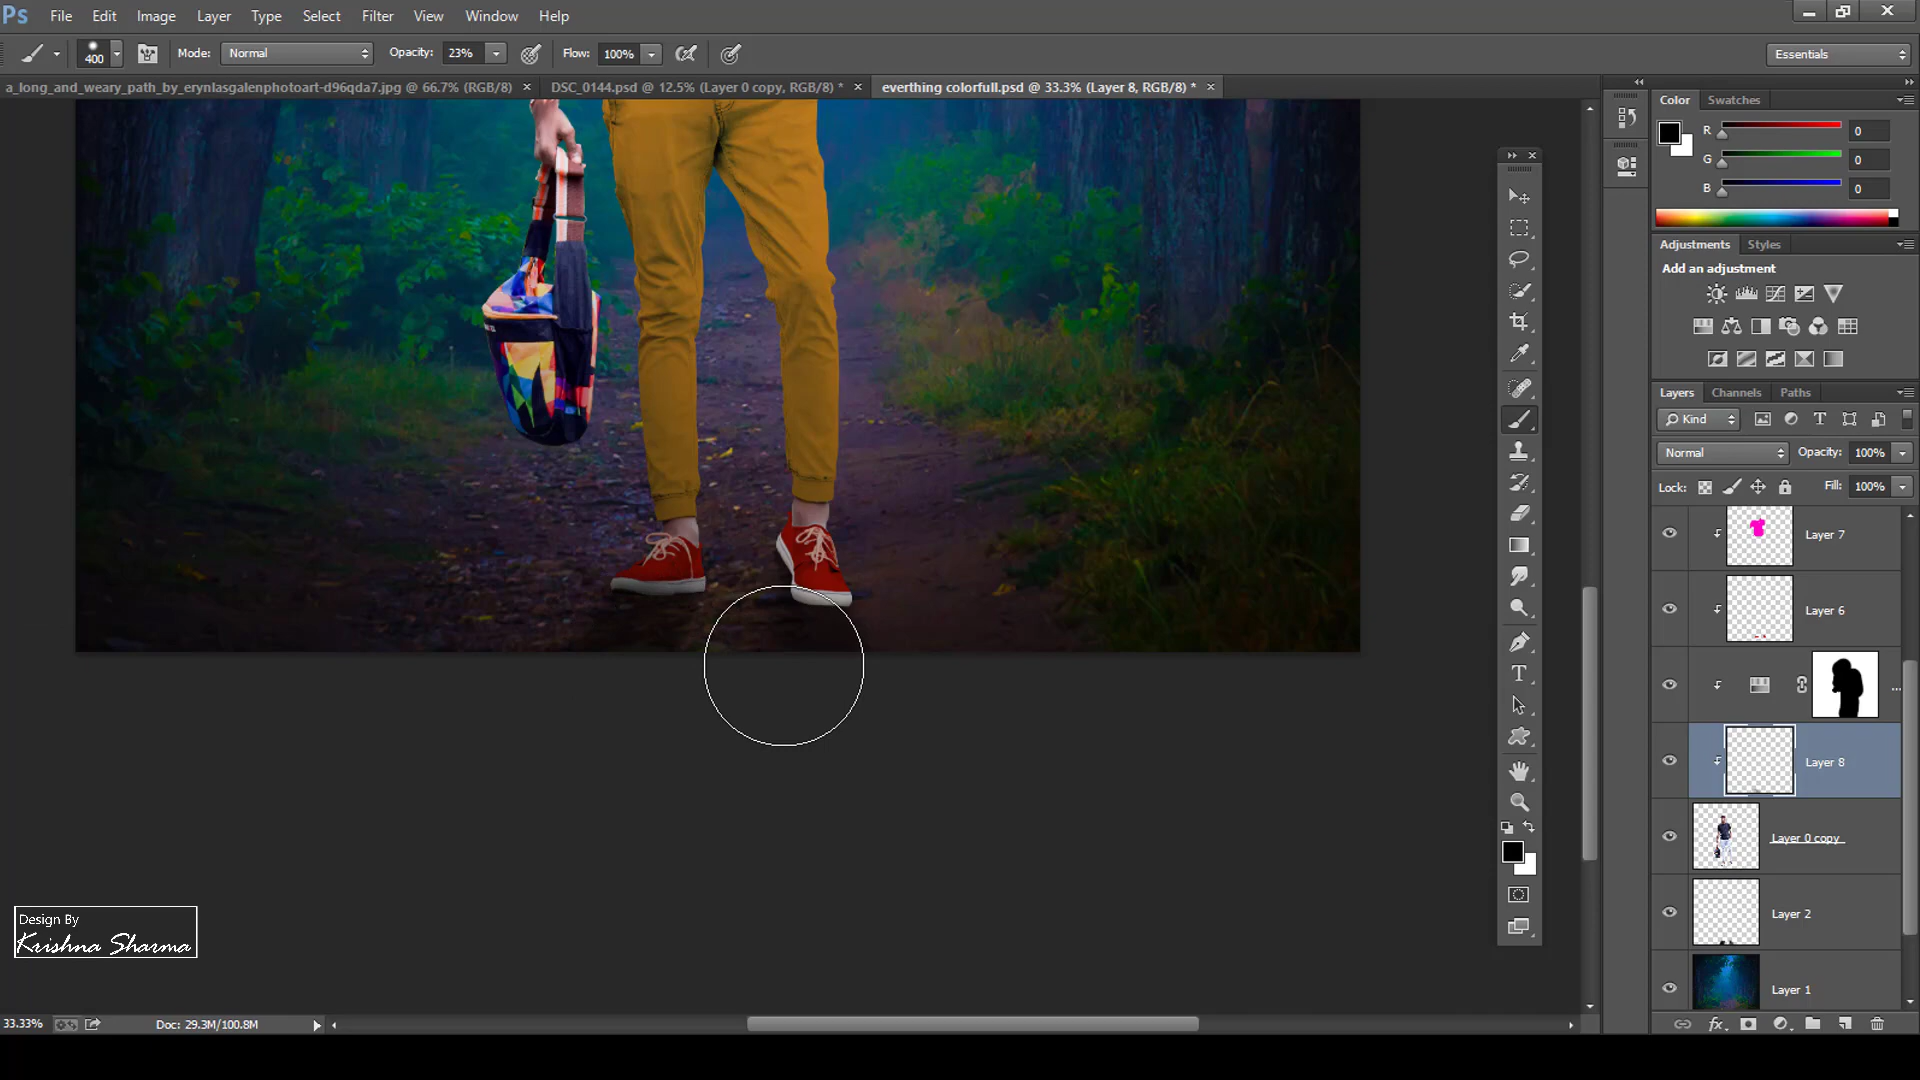 Ps File Edit Image Layer Type Select Filter View Window Help
400 Mode: Normal Opacity: 23% Flow: 100% Essentials
a_long_and_weary_path_by_erynlasgalenphotoart-d96qda7.jpg @ 66.7% (RGB/8) × DSC_0144.psd @ 12.5% (Layer 0 copy, RGB/8) * × everthing colorfull.psd @ 33.3% (Layer 8, RGB/8) * ×
Color Swatches
R 0
G 0
B 0
Adjustments Styles
Add an adjustment
Layers Channels Paths
Kind
Normal Opacity: 100%
Lock: Fill: 100%
Layer 7
Layer 6
...
Layer 8
Layer 0 copy
Layer 2
Layer 1
Design By
Krishna Sharma
33.33% Doc: 29.3M/100.8M